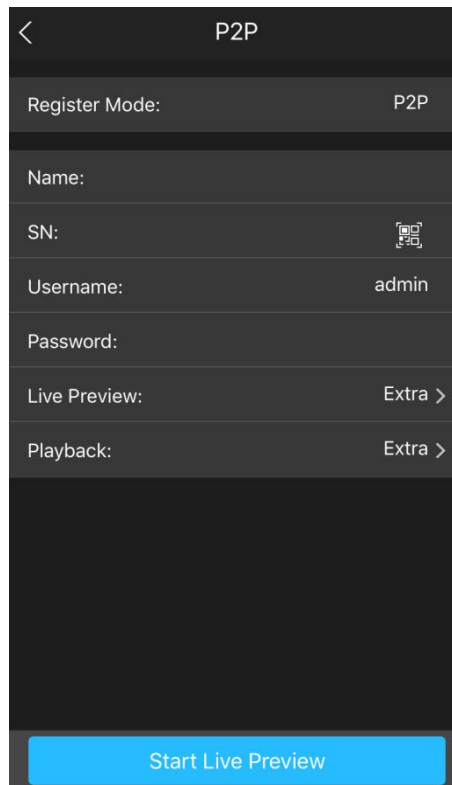 P2P
Register Mode: P2P
Name:
SN:
Username: admin
Password:
Live Preview: Extra
Playback: Extra
Start Live Preview